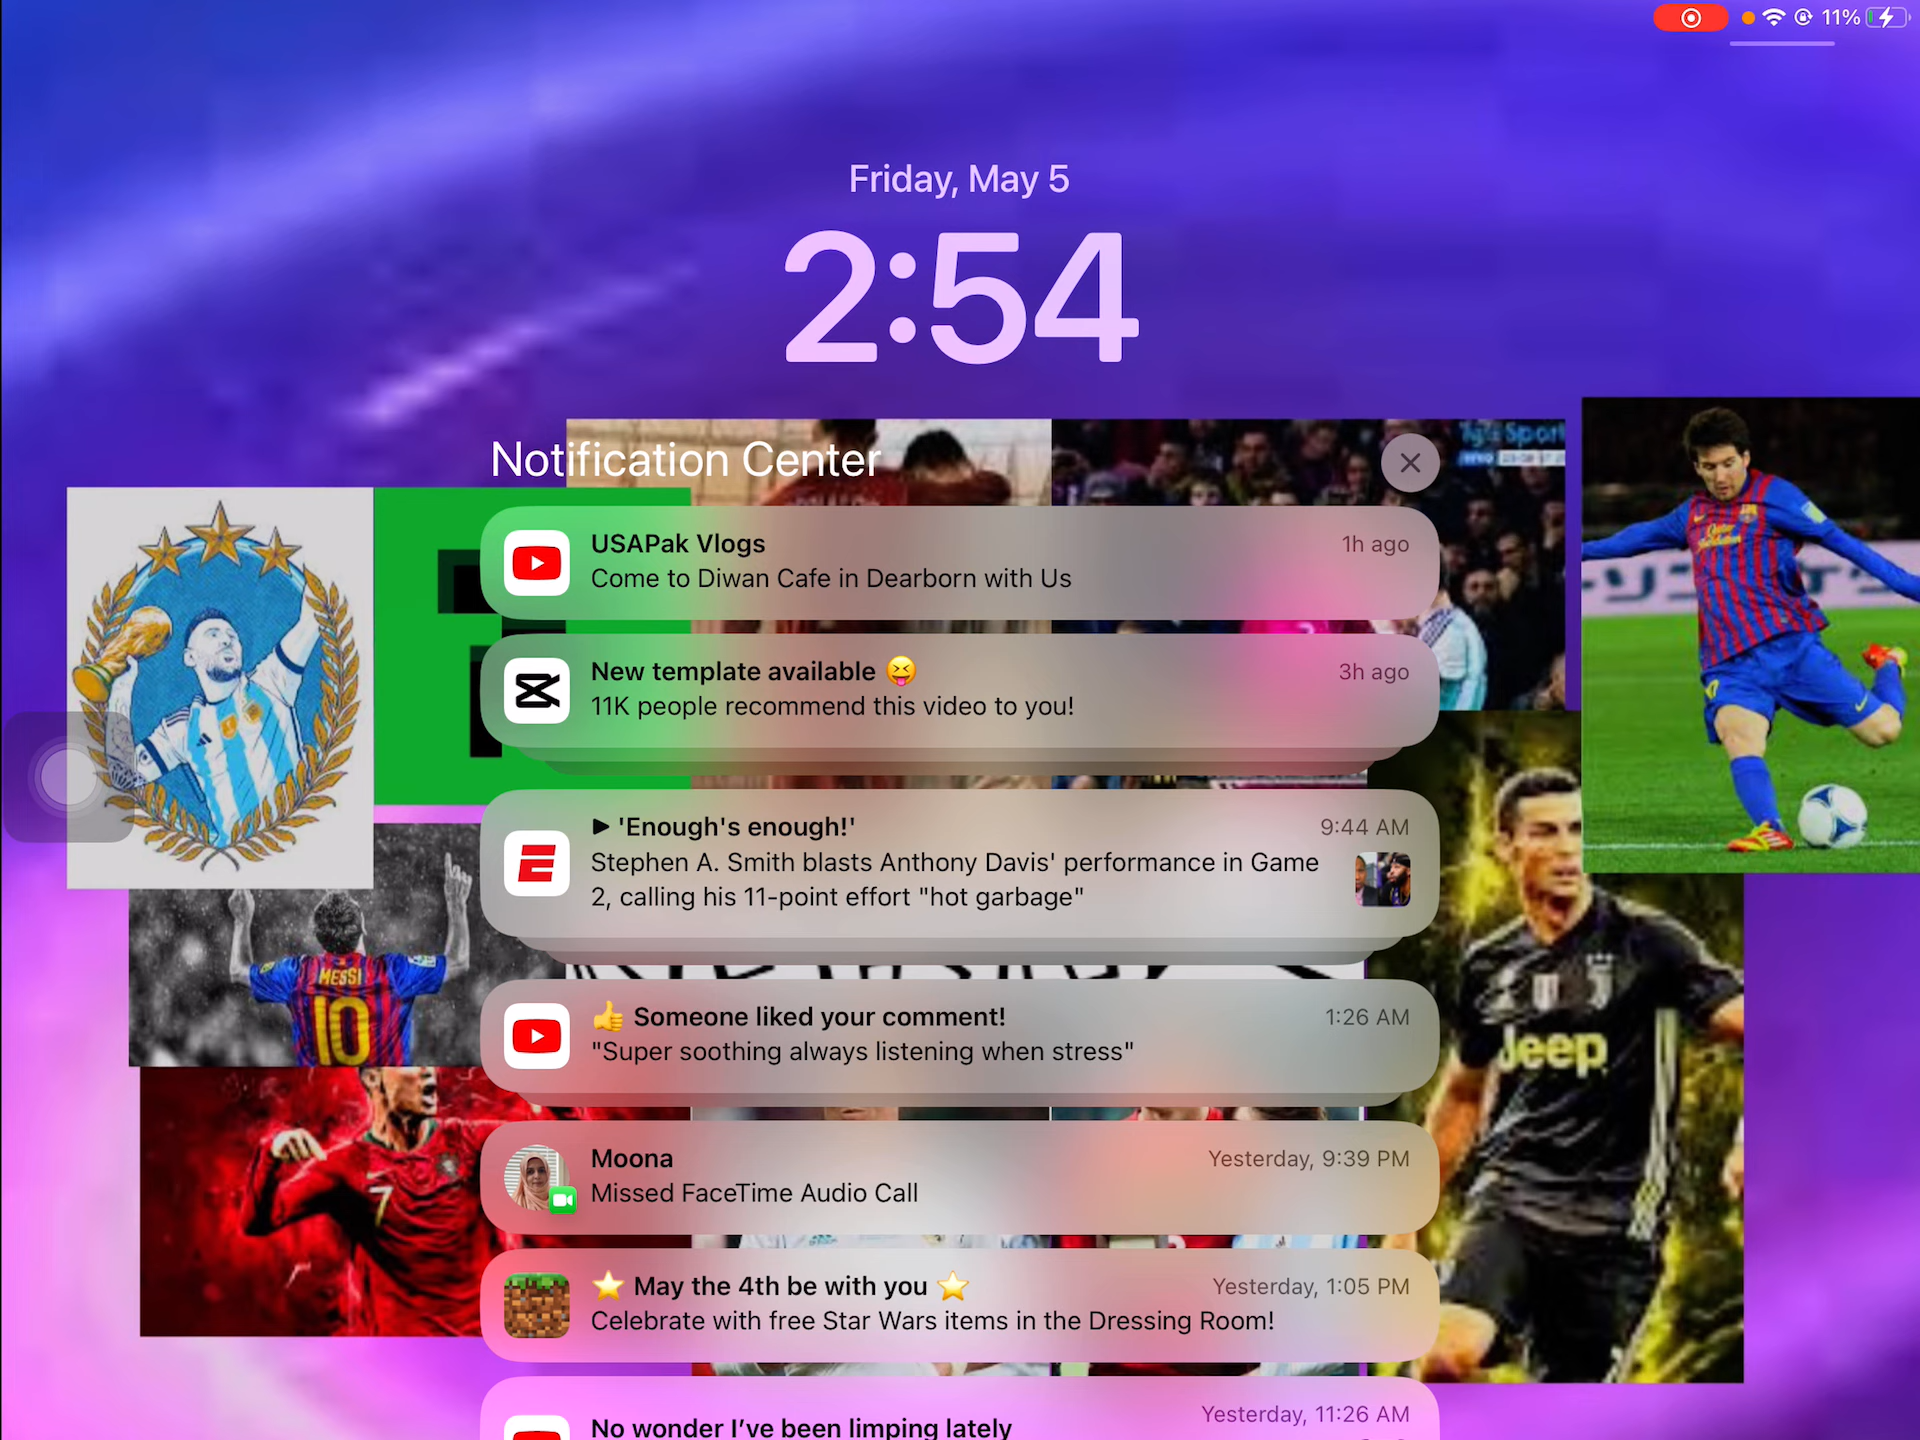 11%
Friday, May 5
2:54
Notification Center
USAPak Vlogs
1h ago
Come to Diwan Cafe in Dearborn with Us
New template available 😝
3h ago
11K people recommend this video to you!
▶ 'Enough's enough!'
9:44 AM
Stephen A. Smith blasts Anthony Davis' performance in Game
2, calling his 11-point effort "hot garbage"
👍 Someone liked your comment!
1:26 AM
"Super soothing always listening when stress"
Moona
Yesterday, 9:39 PM
Missed FaceTime Audio Call
⭐ May the 4th be with you ⭐
Yesterday, 1:05 PM
Celebrate with free Star Wars items in the Dressing Room!
Yesterday, 11:26 AM
No wonder I've been limping lately
MESSI
10
7
Jeep